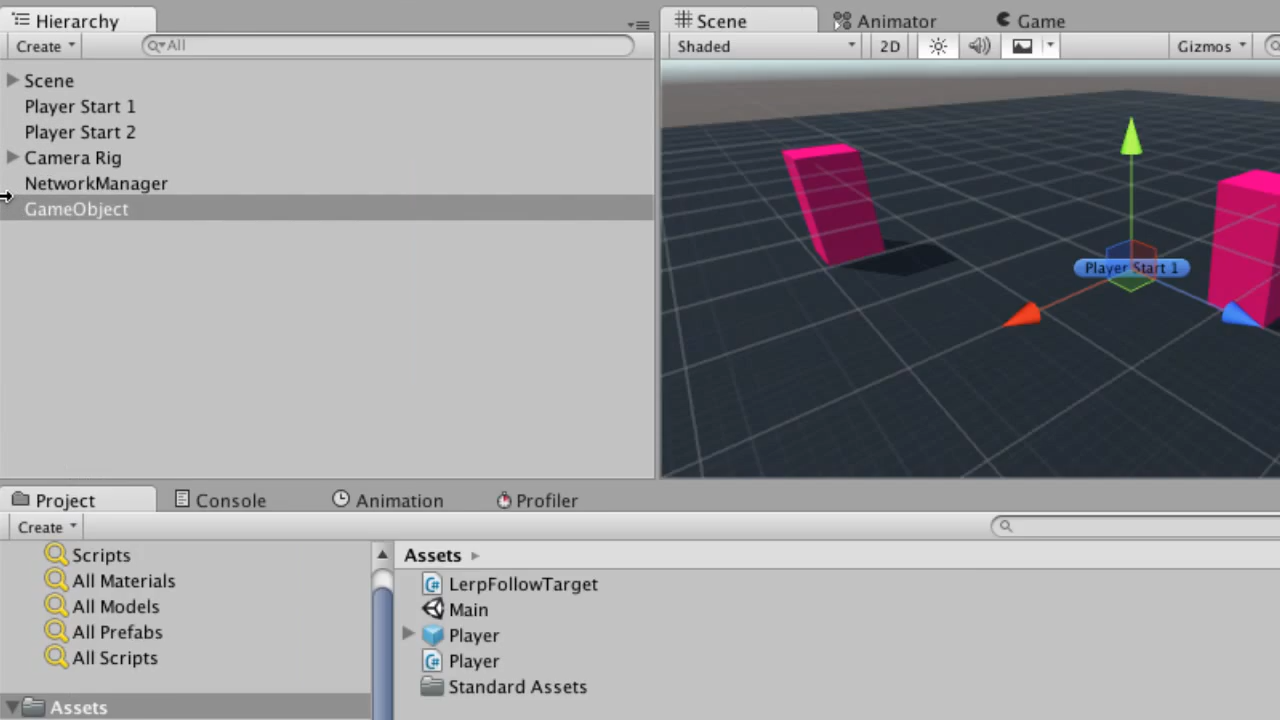 Hierarchy
Create
All
Scene
Player Start 1
Player Start 2
Camera Rig
NetworkManager
GameObject
Scene
Animator
Game
Shaded
2D
Gizmos
Player Start 1
Project
Console
Animation
Profiler
Create
Scripts
All Materials
All Models
All Prefabs
All Scripts
Assets
Assets
LerpFollowTarget
Main
Player
Player
Standard Assets